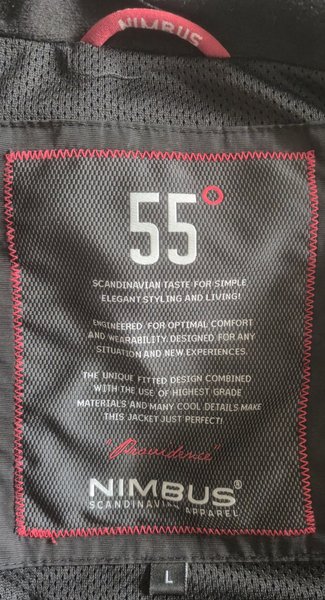 NIMBUS
55°
SCANDINAVIAN TASTE FOR SIMPLE
ELEGANT STYLING AND LIVING!
ENGINEERED FOR OPTIMAL COMFORT
AND WEARABILITY. DESIGNED FOR ANY
SITUATION AND NEW EXPERIENCES
THE UNIQUE FITTED DESIGN COMBINED
WITH THE USE OF HIGHEST GRADE
MATERIALS AND MANY COOL DETAILS MAKE
THIS JACKET JUST PERFECT!
"Providence"
NIMBUS®
SCANDINAVIAN APPAREL
L